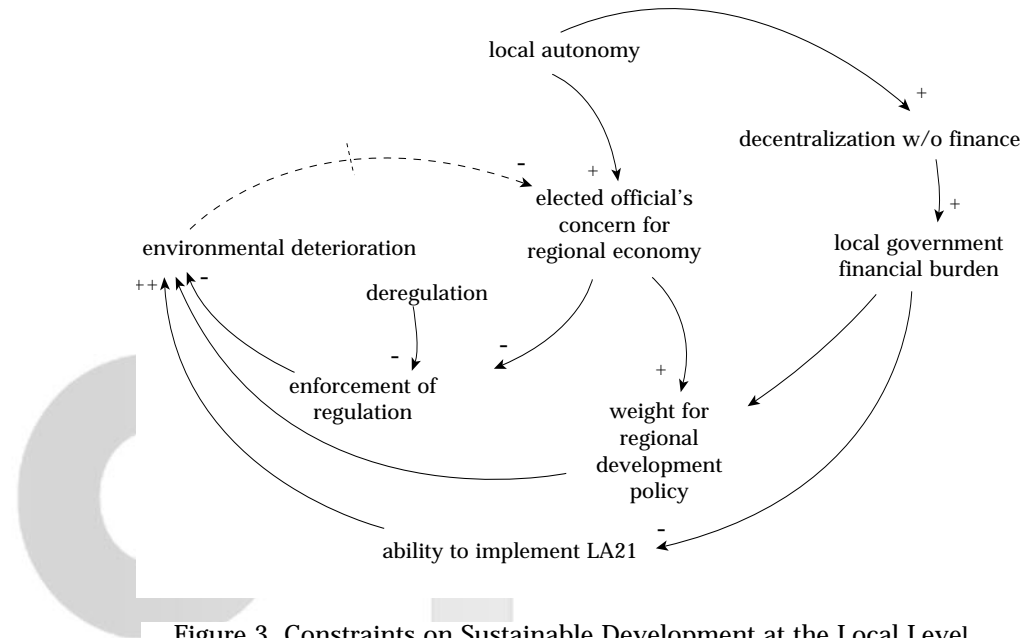 local autonomy
+
decentralization w/o finance
-
+
elected official's
concern for
regional economy
+
local government
financial burden
environmental deterioration
++
-
deregulation
-
-
enforcement of
regulation
+
weight for
regional
development
policy
-
ability to implement LA21
Figure 3. Constraints on Sustainable Development at the Local Level